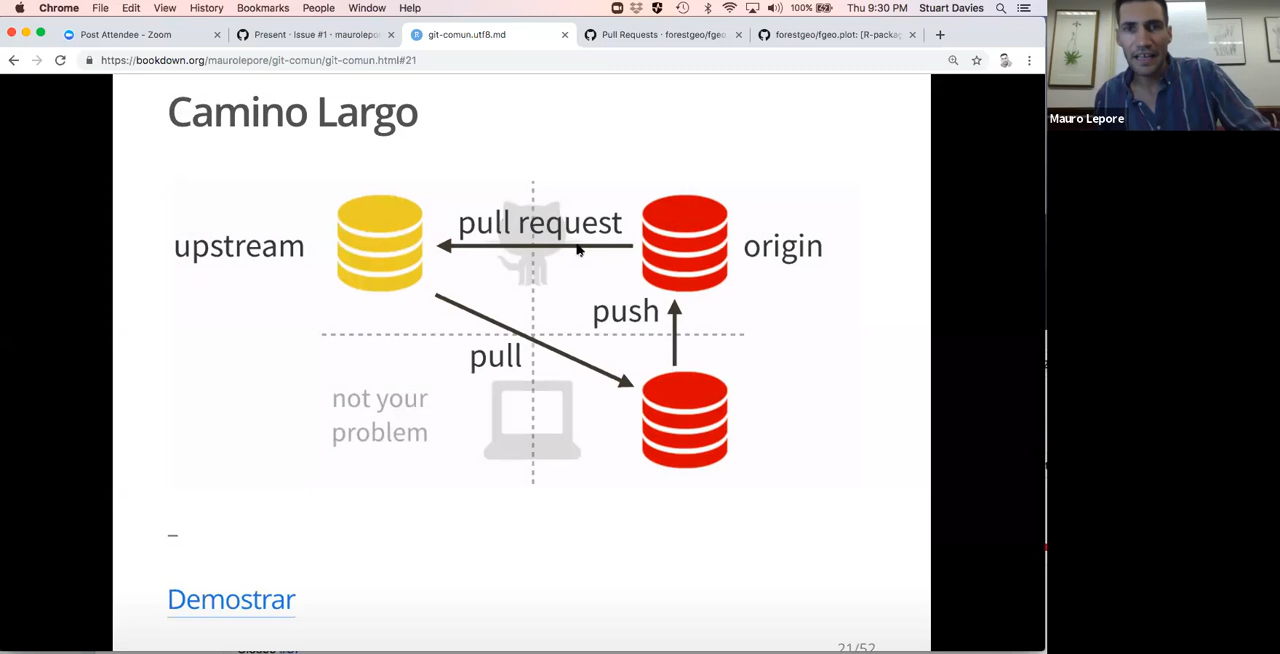 Chrome File Edit View History Bookmarks People Window Help 100% Thu 9:30 PM Stuart Davies
Post Attendee - Zoom
Present · Issue #1 · maurolepo
git-comun.utf8.md
Pull Requests · forestgeo/fgeo
forestgeo/fgeo.plot: [R-packag
https://bookdown.org/maurolepore/git-comun/git-comun.html#21
Mauro Lepore
Camino Largo
pull request
upstream
origin
push
pull
not your
problem
–
Demostrar
21/52